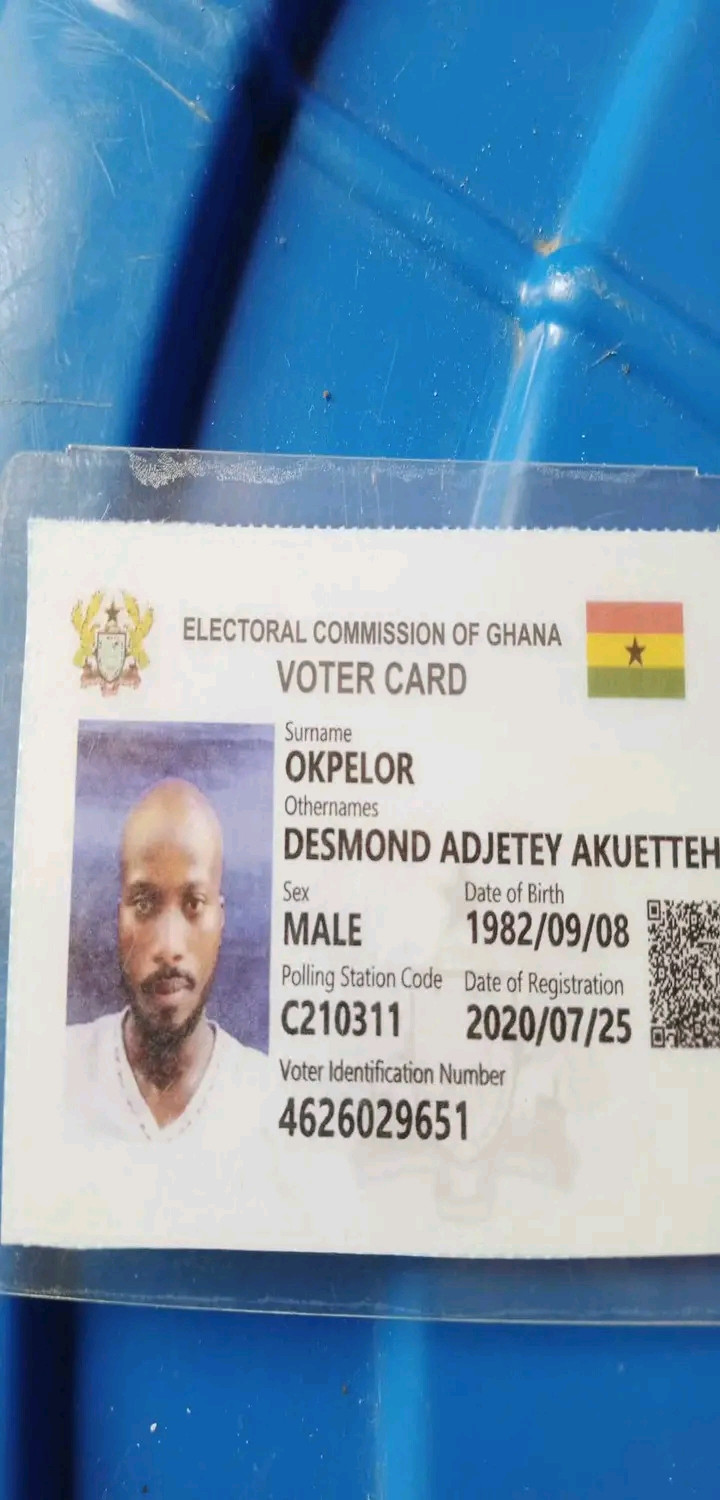 ELECTORAL COMMISSION OF GHANA
VOTER CARD
Surname
OKPELOR
Othernames
DESMOND ADJETEY AKUETTEH
Sex Date of Birth
MALE 1982/09/08
Polling Station Code Date of Registration
C210311 2020/07/25
Voter Identification Number
4626029651